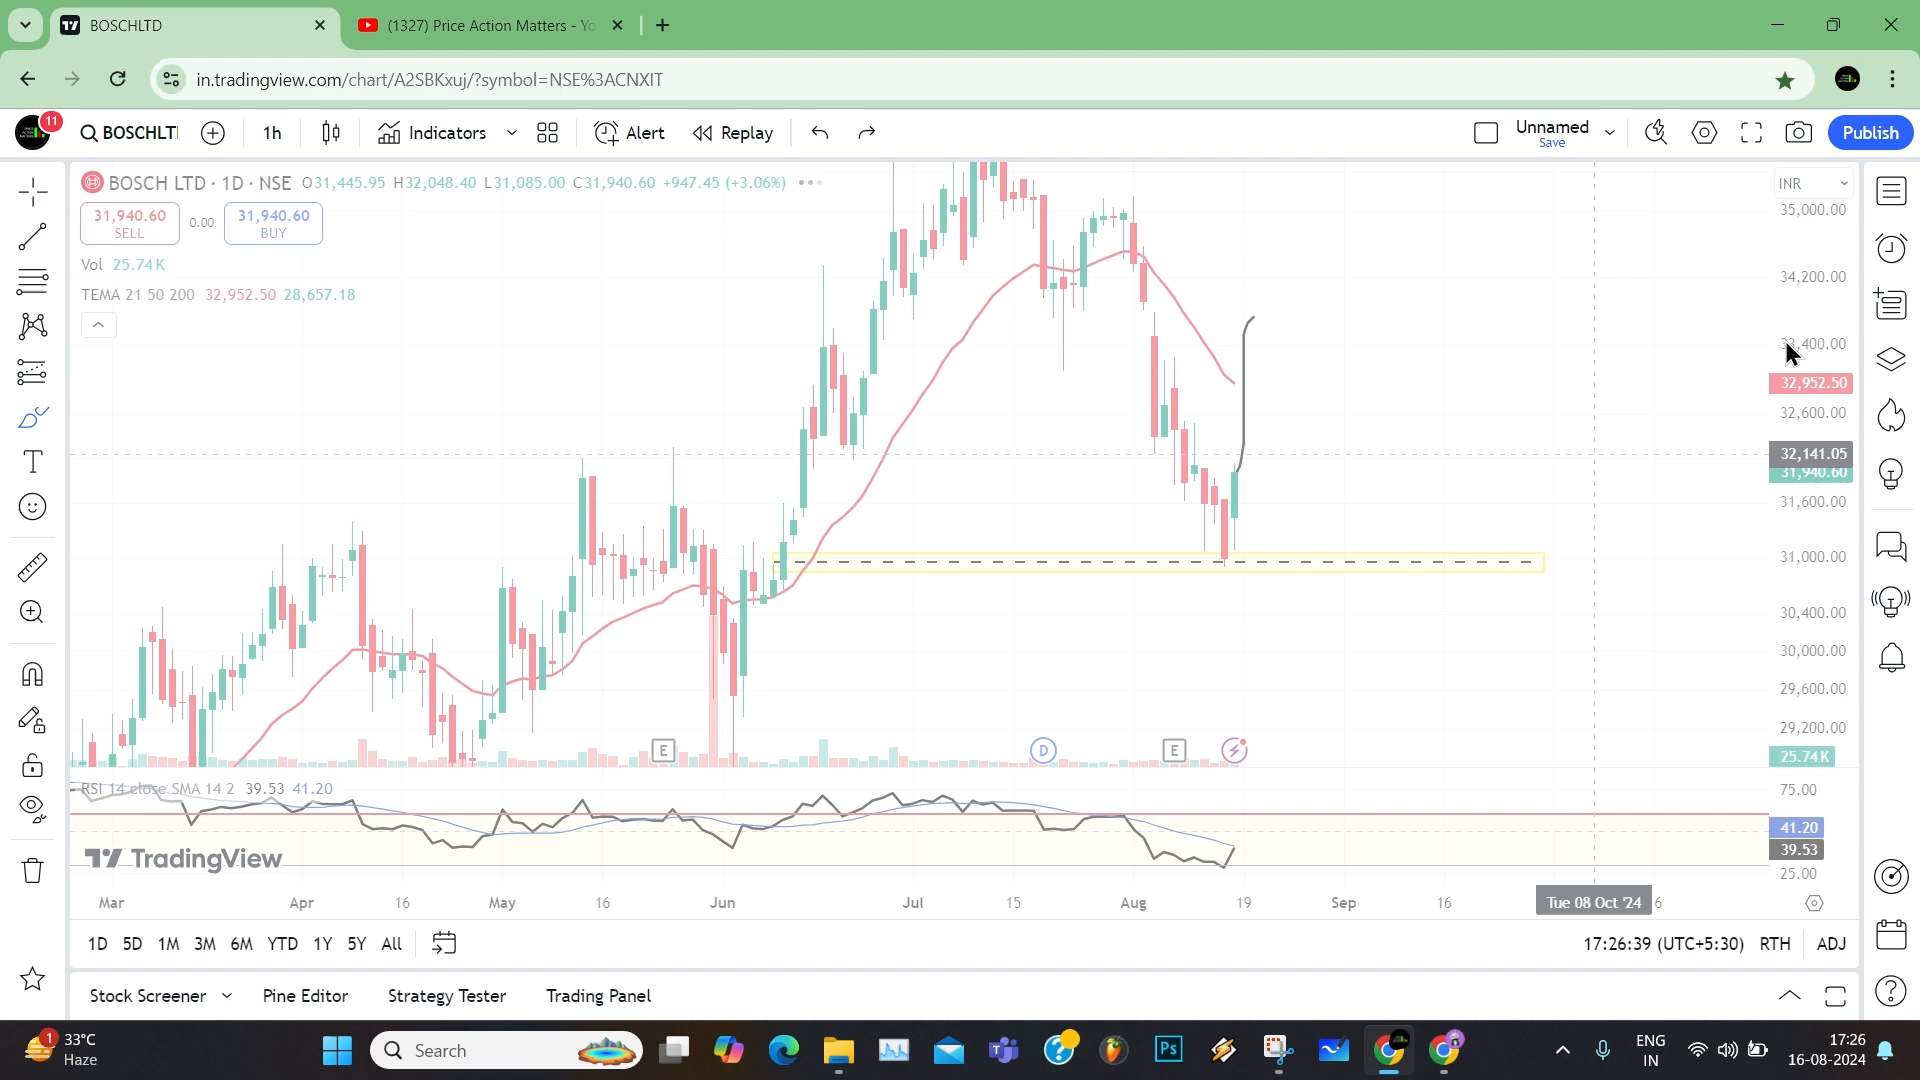 BOSCHLTD
(1327) Price Action Matters - Yo
in.tradingview.com/chart/A2SBKxuj/?symbol=NSE%3ACNXIT
11
BOSCHLT
1h
Indicators
Alert
Replay
Unnamed
Save
Publish
BOSCH LTD · 1D · NSE O31,445.95 H32,048.40 L31,085.00 C31,940.60 +947.45 (+3.06%)
INR
31,940.60
SELL
0.00
31,940.60
BUY
Vol 25.74K
TEMA 21 50 200 32,952.50 28,657.18
35,000.00
34,200.00
33,400.00
32,952.50
32,600.00
32,141.05
31,940.60
31,600.00
31,000.00
30,400.00
30,000.00
29,600.00
29,200.00
25.74K
E
D
E
RSI 14 close SMA 14 2 39.53 41.20
75.00
41.20
39.53
25.00
TradingView
Mar Apr 16 May 16 Jun Jul 15 Aug 19 Sep 16 Tue 08 Oct '24 6
1D 5D 1M 3M 6M YTD 1Y 5Y All
17:26:39 (UTC+5:30) RTH ADJ
Stock Screener Pine Editor Strategy Tester Trading Panel
1
33°C
Haze
Search
Ps
ENG
IN
17:26
16-08-2024